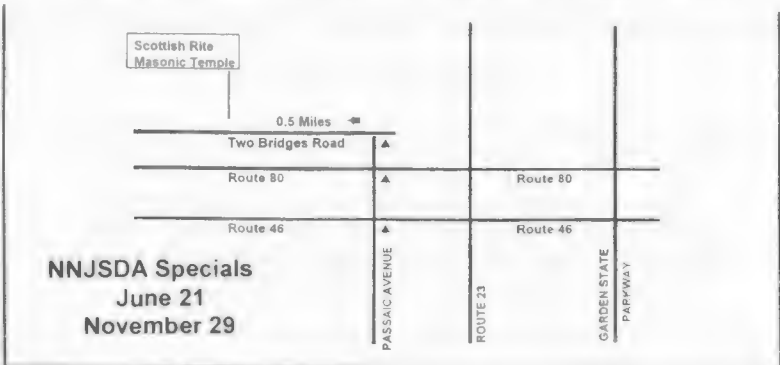 Scottish Rite
Masonic Temple
0.5 Miles
Two Bridges Road
Route 80
Route 80
Route 46
Route 46
NNJSDA Specials
June 21
November 29
PASSAIC AVENUE
ROUTE 23
GARDEN STATE
PARKWAY